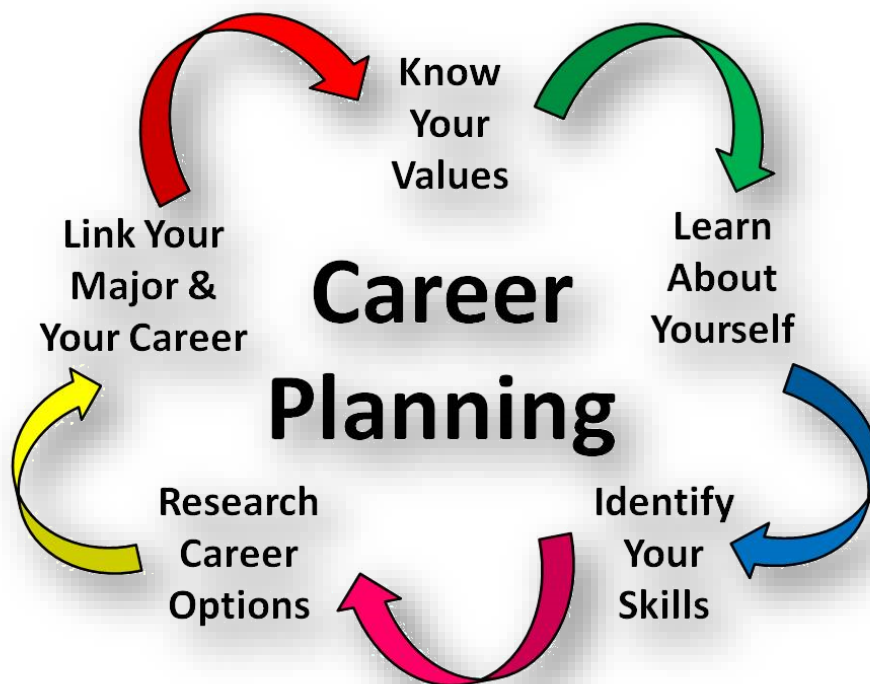 Career
Planning
Know
Your
Values
Learn
About
Yourself
Identify
Your
Skills
Research
Career
Options
Link Your
Major &
Your Career